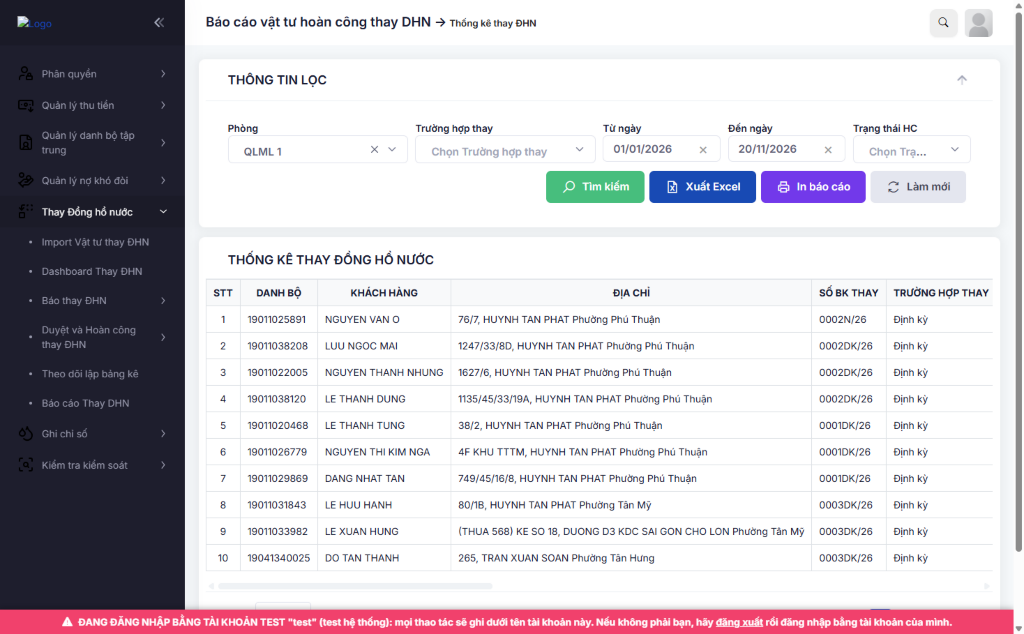 Logo
Báo cáo vật tư hoàn công thay DHN → Thống kê thay ĐHN
Phân quyền
Quản lý thu tiền
Quản lý danh bộ tập
trung
Quản lý nợ khó đòi
Thay Đồng hồ nước
Import Vật tư thay ĐHN
Dashboard Thay ĐHN
Báo thay ĐHN
Duyệt và Hoàn công
thay ĐHN
Theo dõi lập bảng kê
Báo cáo Thay DHN
Ghi chỉ số
Kiểm tra kiểm soát
THÔNG TIN LỌC
Phòng
Trường hợp thay
Từ ngày
Đến ngày
Trạng thái HC
QLML 1
Chọn Trường hợp thay
01/01/2026
20/11/2026
Chọn Trạ...
Tìm kiếm
Xuất Excel
In báo cáo
Làm mới
THỐNG KÊ THAY ĐỒNG HỒ NƯỚC
STT DANH BỘ KHÁCH HÀNG ĐỊA CHỈ SỐ BK THAY TRƯỜNG HỢP THAY
1 19011025891 NGUYEN VAN O 76/7, HUYNH TAN PHAT Phường Phú Thuận 0002N/26 Định kỳ
2 19011038208 LUU NGOC MAI 1247/33/8D, HUYNH TAN PHAT Phường Phú Thuận 0002DK/26 Định kỳ
3 19011022005 NGUYEN THANH NHUNG 1627/6, HUYNH TAN PHAT Phường Phú Thuận 0002DK/26 Định kỳ
4 19011038120 LE THANH DUNG 1135/45/33/19A, HUYNH TAN PHAT Phường Phú Thuận 0002DK/26 Định kỳ
5 19011020468 LE THANH TUNG 38/2, HUYNH TAN PHAT Phường Phú Thuận 0001DK/26 Định kỳ
6 19011026779 NGUYEN THI KIM NGA 4F KHU TTTM, HUYNH TAN PHAT Phường Phú Thuận 0001DK/26 Định kỳ
7 19011029869 DANG NHAT TAN 749/45/16/8, HUYNH TAN PHAT Phường Phú Thuận 0001DK/26 Định kỳ
8 19011031843 LE HUU HANH 80/1B, HUYNH TAN PHAT Phường Tân Mỹ 0003DK/26 Định kỳ
9 19011033982 LE XUAN HUNG (THUA 568) KE SO 18, DUONG D3 KDC SAI GON CHO LON Phường Tân Mỹ 0003DK/26 Định kỳ
10 19041340025 DO TAN THANH 265, TRAN XUAN SOAN Phường Tân Hưng 0003DK/26 Định kỳ
ĐANG ĐĂNG NHẬP BẰNG TÀI KHOẢN TEST "test" (test hệ thống): mọi thao tác sẽ ghi dưới tên tài khoản này. Nếu không phải bạn, hãy đăng xuất rồi đăng nhập bằng tài khoản của mình.